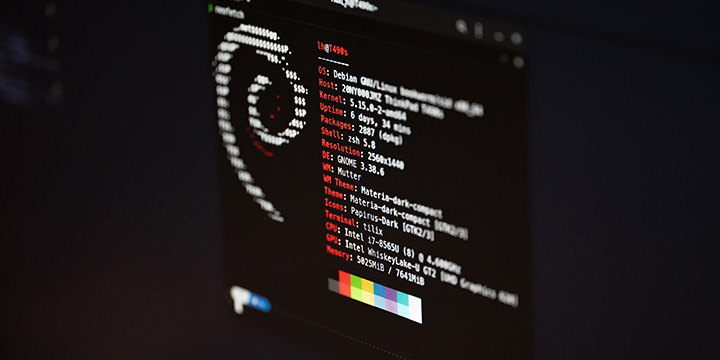 neofetch
lh@T490s
OS: Debian GNU/Linux bookworm/sid x86_64
Host: 20NY000JMZ ThinkPad T490s
Kernel: 5.15.0-2-amd64
Uptime: 6 days, 34 mins
Packages: 2887 (dpkg)
Shell: zsh 5.8
Resolution: 2560x1440
DE: GNOME 3.38.6
WM: Mutter
WM Theme: Materia-dark-compact
Theme: Materia-dark-compact [GTK2/3]
Icons: Papirus-Dark [GTK2/3]
Terminal: tilix
CPU: Intel i7-8565U (8) @ 4.600GHz
GPU: Intel WhiskeyLake-U GT2 [UHD Graphics 620]
Memory: 5025MiB / 7641MiB